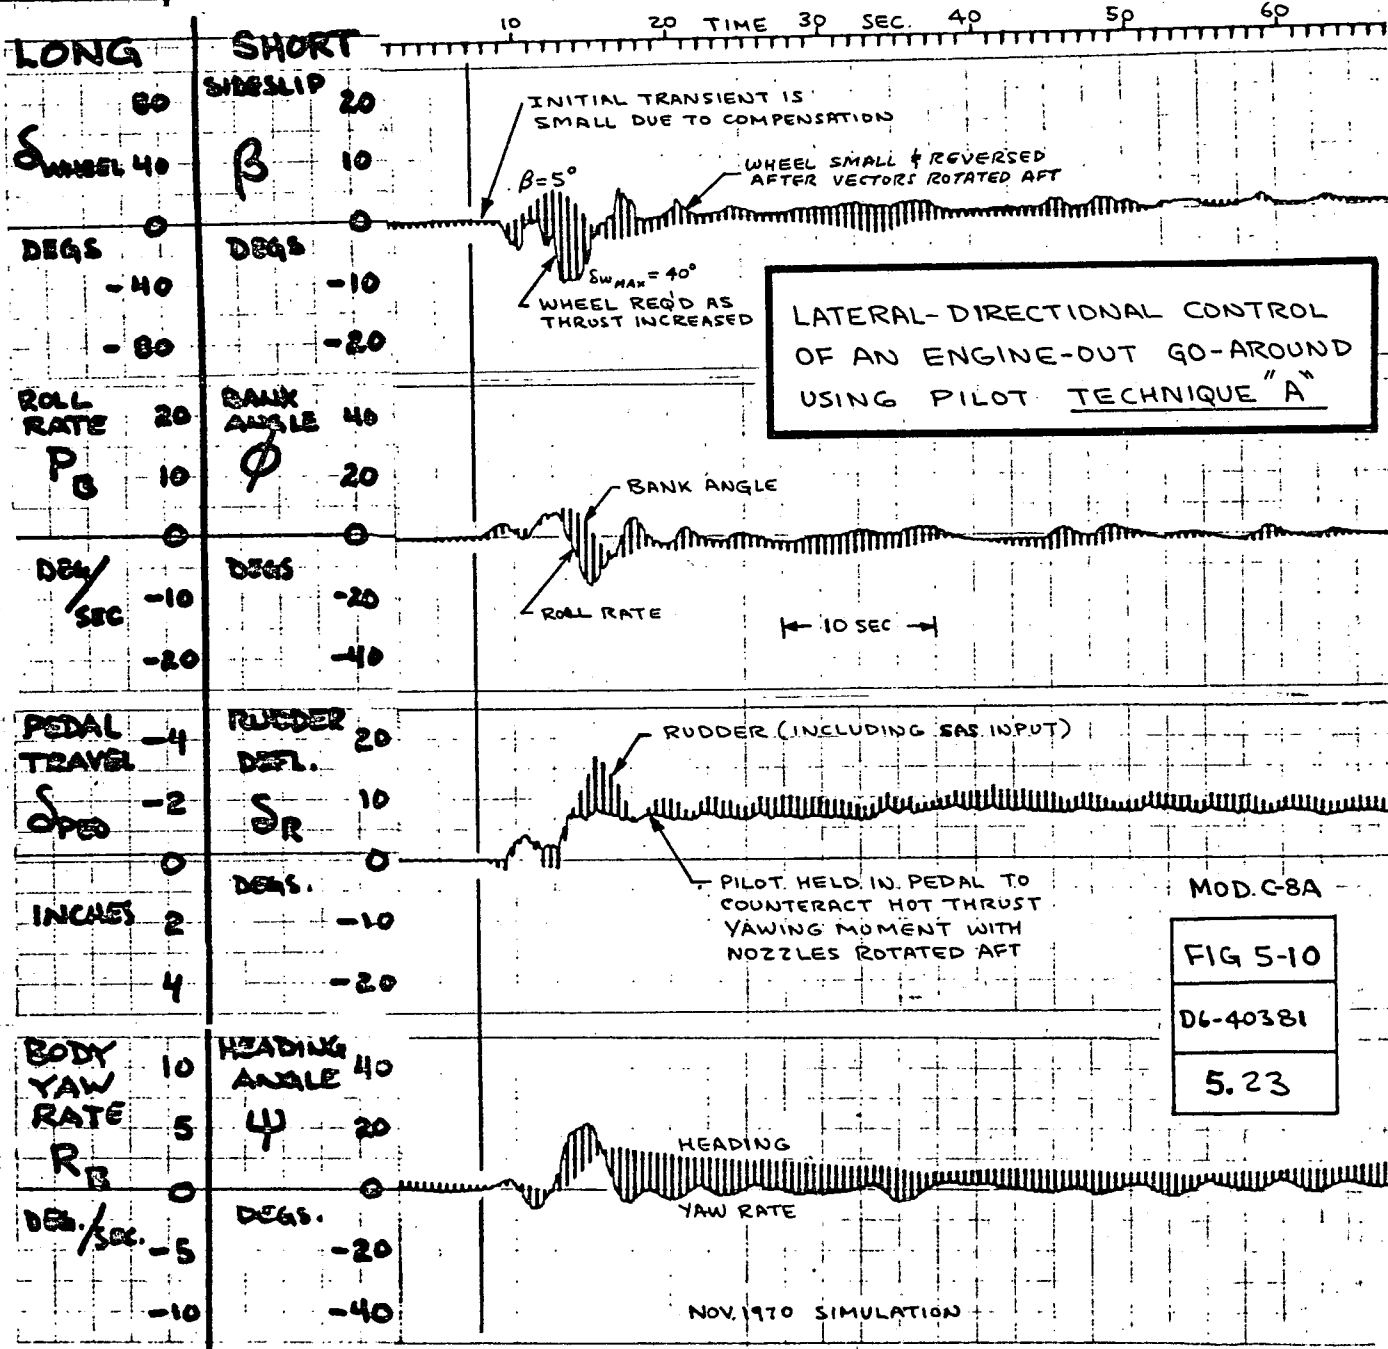 10 20 TIME 30 SEC. 40 50 60
LONG SHORT
80 SIDESLIP 20
δWHEEL 40 β 10
0 0
DEGS DEGS
-40 -10
-80 -20
INITIAL TRANSIENT IS
SMALL DUE TO COMPENSATION
β=5°
WHEEL SMALL & REVERSED
AFTER VECTORS ROTATED AFT
δWMAX = 40°
WHEEL REQ'D AS
THRUST INCREASED
LATERAL-DIRECTIONAL CONTROL
OF AN ENGINE-OUT GO-AROUND
USING PILOT TECHNIQUE "A"
ROLL
RATE 20 BANK
ANGLE 40
PB 10 φ 20
0 0
DEG/SEC DEGS
-10 -20
-20 -40
BANK ANGLE
ROLL RATE
10 SEC
PEDAL
TRAVEL -4 RUDDER
DEFL. 20
δPED -2 δR 10
0 0
INCHES 2 DEGS. -10
4 -20
RUDDER (INCLUDING SAS INPUT)
PILOT HELD IN PEDAL TO
COUNTERACT HOT THRUST
YAWING MOMENT WITH
NOZZLES ROTATED AFT
MOD. C-8A
FIG 5-10
D6-40381
5.23
BODY
YAW
RATE 10 HEADING
ANGLE 40
RB 5 ψ 20
0 0
DEG./SEC. -5 DEGS. -20
-10 -40
HEADING
YAW RATE
NOV. 1970 SIMULATION